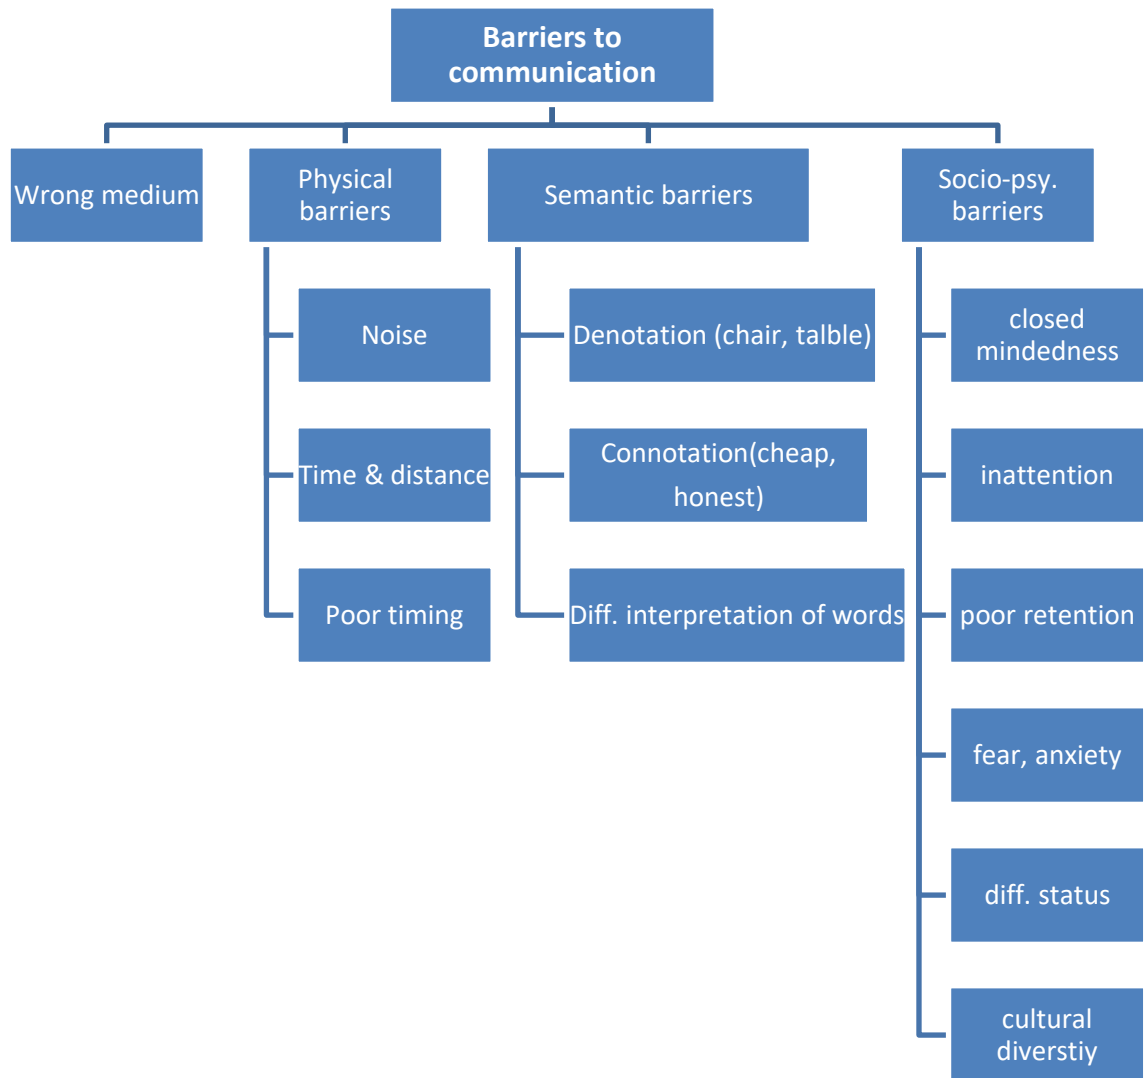 Barriers to
communication
Wrong medium
Physical
barriers
Noise
Time & distance
Poor timing
Semantic barriers
Denotation (chair, talble)
Connotation(cheap,
honest)
Diff. interpretation of words
Socio-psy.
barriers
closed
mindedness
inattention
poor retention
fear, anxiety
diff. status
cultural
diverstiy